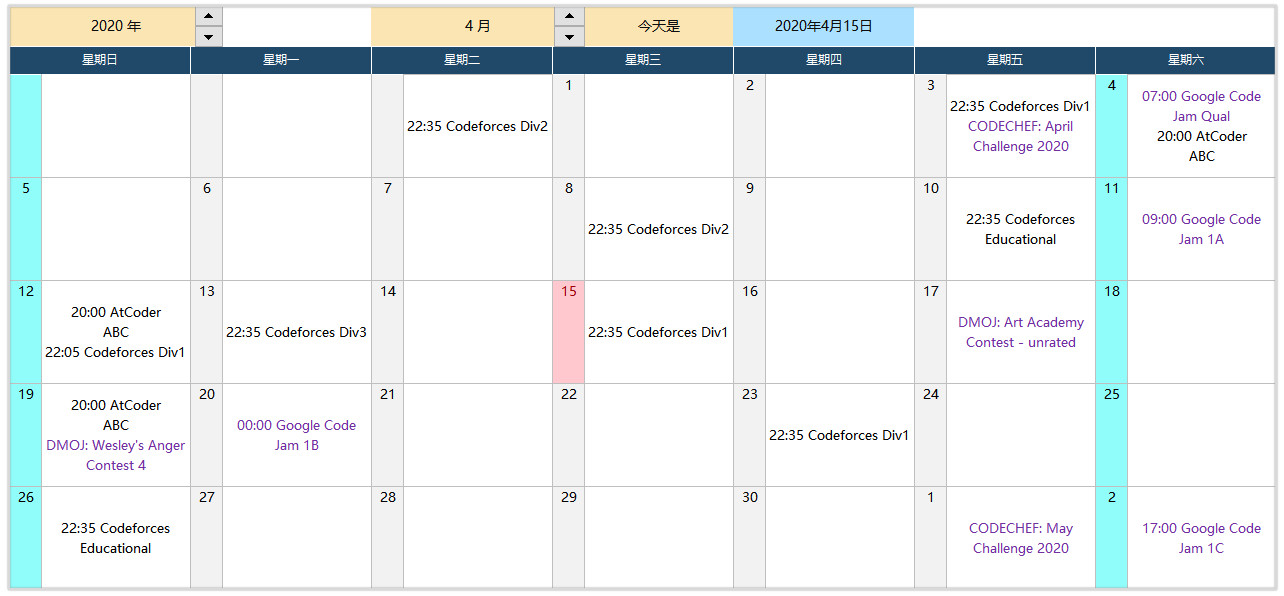 2020 年
4 月
今天是
2020年4月15日
星期日
星期一
星期二
星期三
星期四
星期五
星期六
22:35 Codeforces Div2
1
2
3
22:35 Codeforces Div1
CODECHEF: April
Challenge 2020
4
07:00 Google Code
Jam Qual
20:00 AtCoder
ABC
5
6
7
8
22:35 Codeforces Div2
9
10
22:35 Codeforces
Educational
11
09:00 Google Code
Jam 1A
12
20:00 AtCoder
ABC
22:05 Codeforces Div1
13
22:35 Codeforces Div3
14
15
22:35 Codeforces Div1
16
17
DMOJ: Art Academy
Contest - unrated
18
19
20:00 AtCoder
ABC
DMOJ: Wesley's Anger
Contest 4
20
00:00 Google Code
Jam 1B
21
22
23
22:35 Codeforces Div1
24
25
26
22:35 Codeforces
Educational
27
28
29
30
1
CODECHEF: May
Challenge 2020
2
17:00 Google Code
Jam 1C